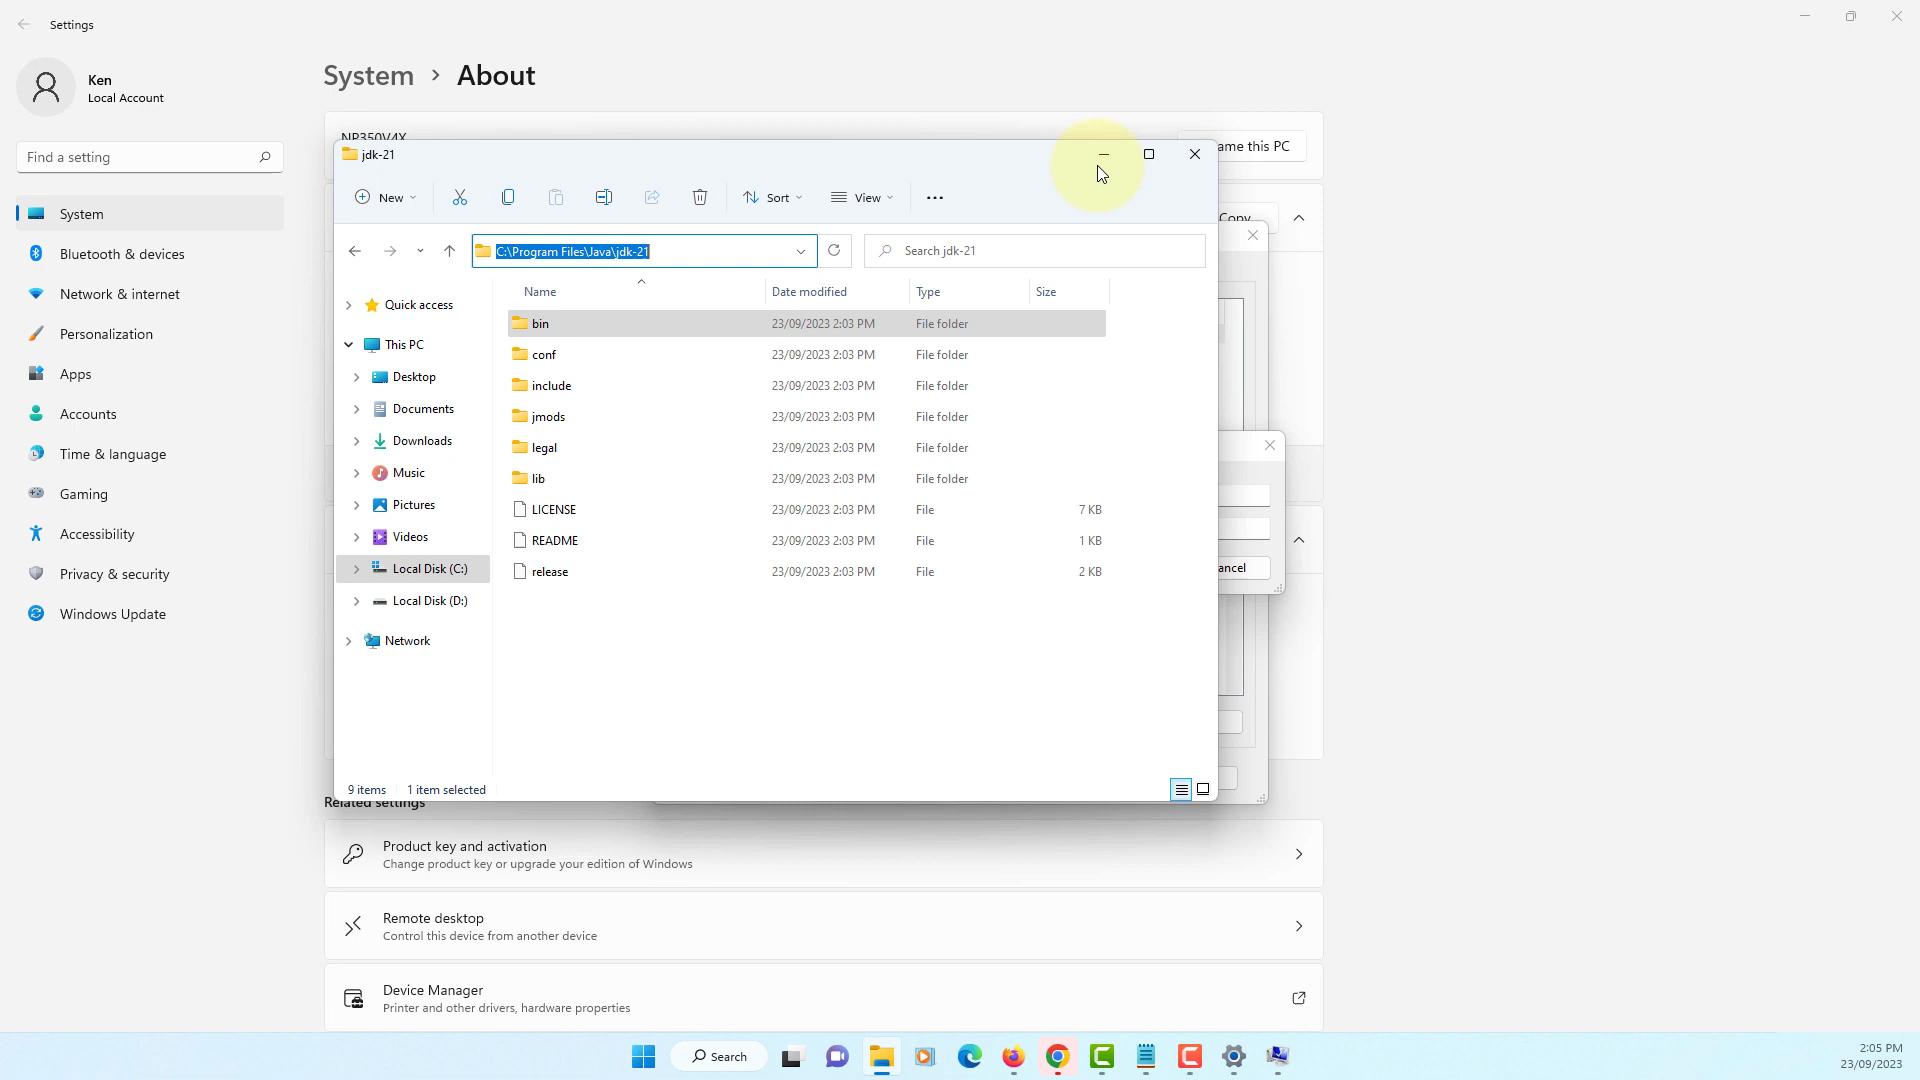 Settings
Ken
Local Account
Find a setting
System
Bluetooth & devices
Network & internet
Personalization
Apps
Accounts
Time & language
Gaming
Accessibility
Privacy & security
Windows Update
System > About
NP350V4X
ame this PC
Copy
jdk-21
New
Sort
View
C:\Program Files\Java\jdk-21
Search jdk-21
Quick access
This PC
Desktop
Documents
Downloads
Music
Pictures
Videos
Local Disk (C:)
Local Disk (D:)
Network
Name Date modified Type Size
bin 23/09/2023 2:03 PM File folder
conf 23/09/2023 2:03 PM File folder
include 23/09/2023 2:03 PM File folder
jmods 23/09/2023 2:03 PM File folder
legal 23/09/2023 2:03 PM File folder
lib 23/09/2023 2:03 PM File folder
LICENSE 23/09/2023 2:03 PM File 7 KB
README 23/09/2023 2:03 PM File 1 KB
release 23/09/2023 2:03 PM File 2 KB
ancel
9 items 1 item selected
Related settings
Product key and activation
Change product key or upgrade your edition of Windows
Remote desktop
Control this device from another device
Device Manager
Printer and other drivers, hardware properties
Search
2:05 PM
23/09/2023